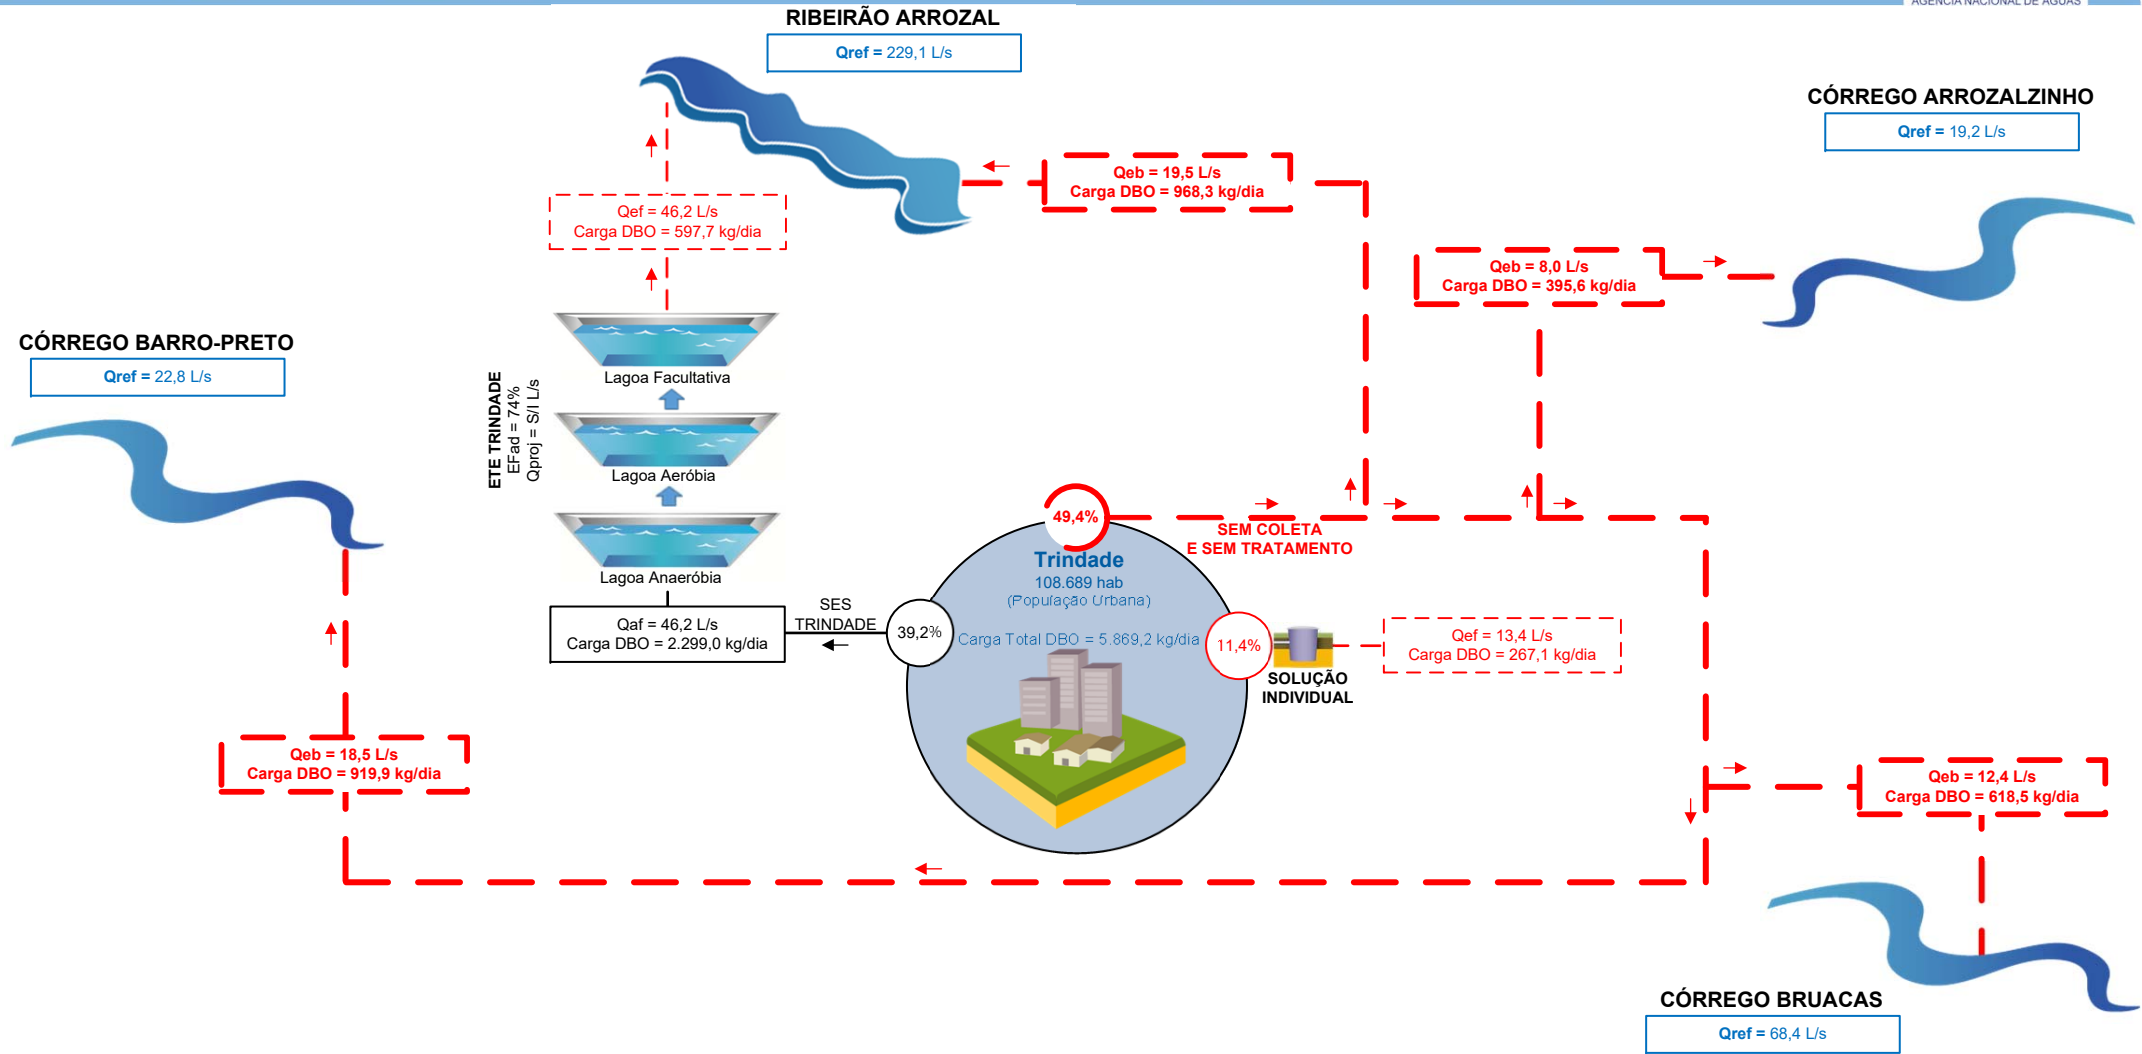 AGÊNCIA NACIONAL DE ÁGUAS
RIBEIRÃO ARROZAL
Qref = 229,1 L/s
CÓRREGO ARROZALZINHO
Qref = 19,2 L/s
Qeb = 19,5 L/s
Carga DBO = 968,3 kg/dia
Qef = 46,2 L/s
Carga DBO = 597,7 kg/dia
Qeb = 8,0 L/s
Carga DBO = 395,6 kg/dia
CÓRREGO BARRO-PRETO
Qref = 22,8 L/s
ETE TRINDADE
EFad = 74%
Qproj = S/I L/s
Lagoa Facultativa
Lagoa Aeróbia
Lagoa Anaeróbia
49,4%
SEM COLETA
E SEM TRATAMENTO
Trindade
108.689 hab
(População Urbana)
Carga Total DBO = 5.869,2 kg/dia
Qaf = 46,2 L/s
Carga DBO = 2.299,0 kg/dia
SES
TRINDADE
39,2%
11,4%
SOLUÇÃO
INDIVIDUAL
Qef = 13,4 L/s
Carga DBO = 267,1 kg/dia
Qeb = 18,5 L/s
Carga DBO = 919,9 kg/dia
Qeb = 12,4 L/s
Carga DBO = 618,5 kg/dia
CÓRREGO BRUACAS
Qref = 68,4 L/s